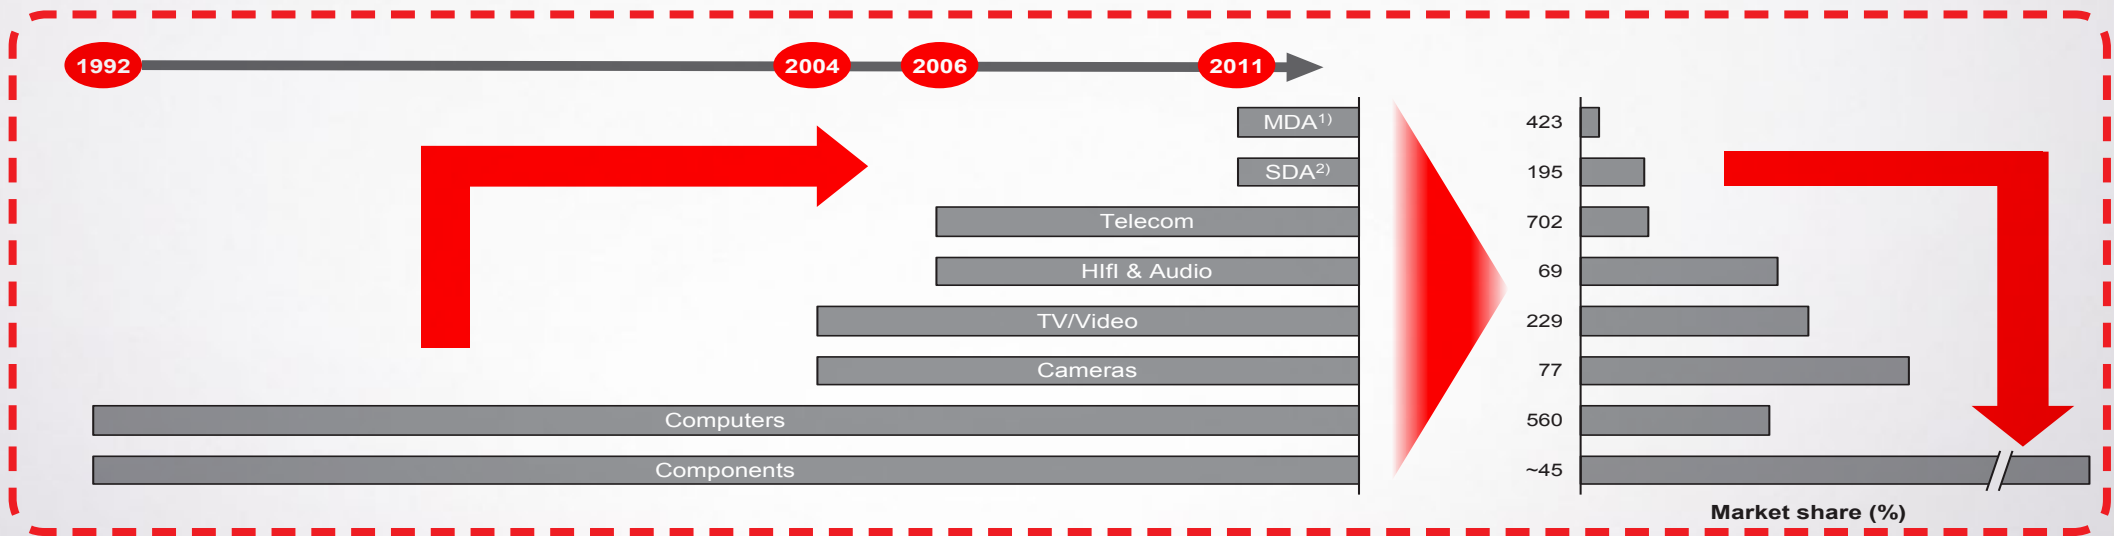 1992 2004 2006 2011
MDA1) 423
SDA2) 195
Telecom 702
HIfI & Audio 69
TV/Video 229
Cameras 77
Computers 560
Components ~45
Market share (%)